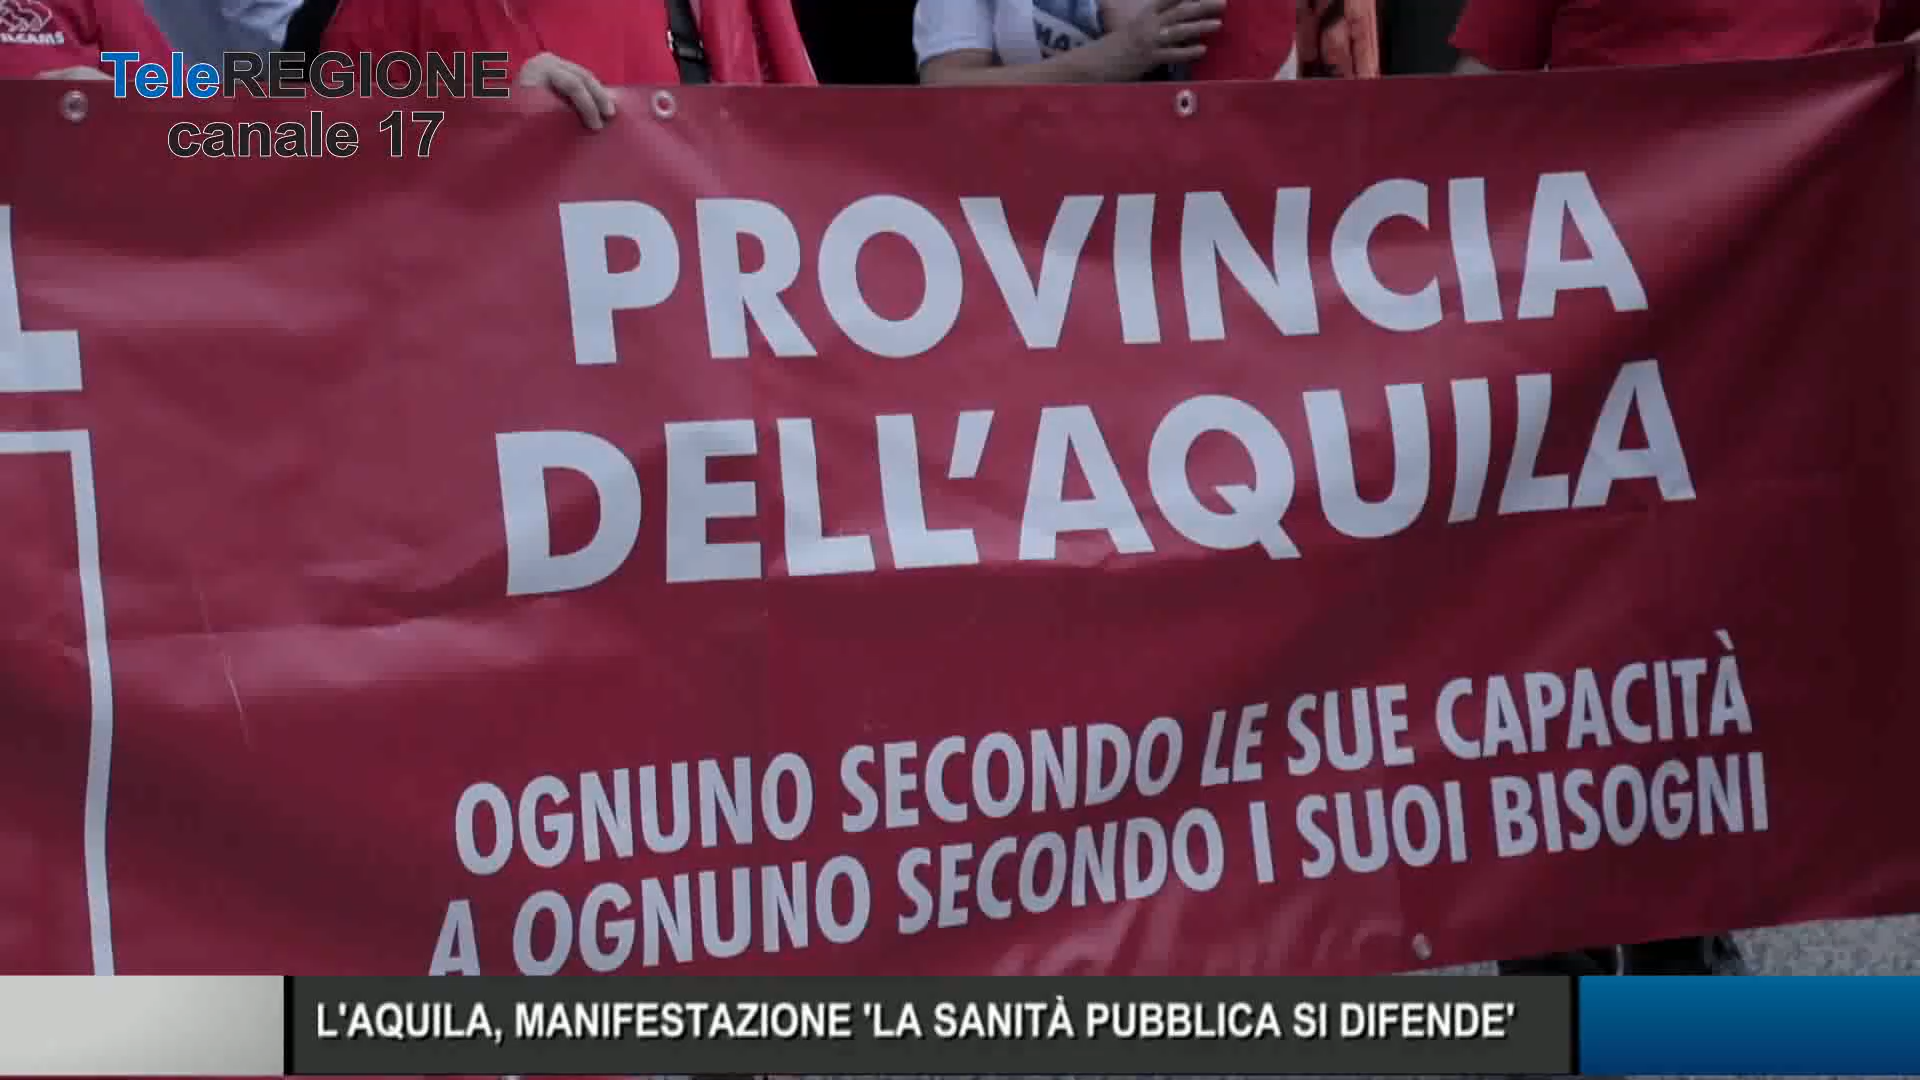 TeleREGIONE
canale 17
PROVINCIA
DELL'AQUILA
OGNUNO SECONDO LE SUE CAPACITÀ
A OGNUNO SECONDO I SUOI BISOGNI
L'AQUILA, MANIFESTAZIONE 'LA SANITÀ PUBBLICA SI DIFENDE'